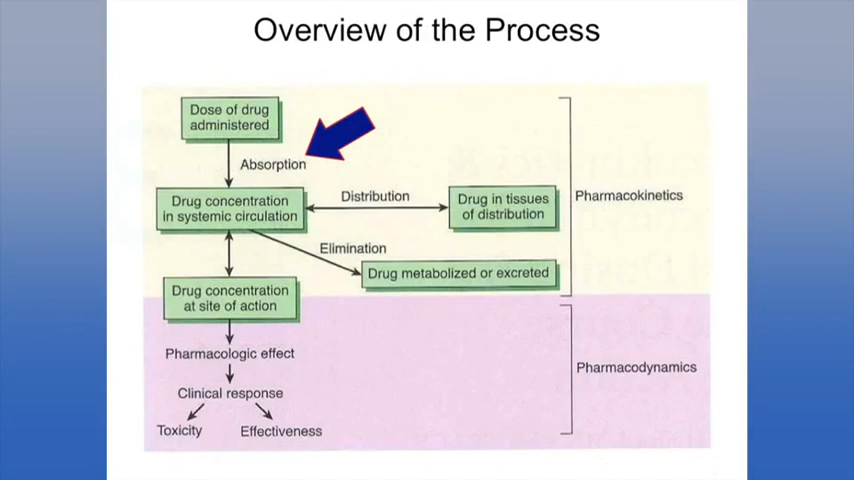 Overview of the Process
Dose of drug
administered
Absorption
Drug concentration
in systemic circulation
Distribution
Drug in tissues
of distribution
Pharmacokinetics
Elimination
Drug metabolized or excreted
Drug concentration
at site of action
Pharmacologic effect
Pharmacodynamics
Clinical response
Toxicity
Effectiveness